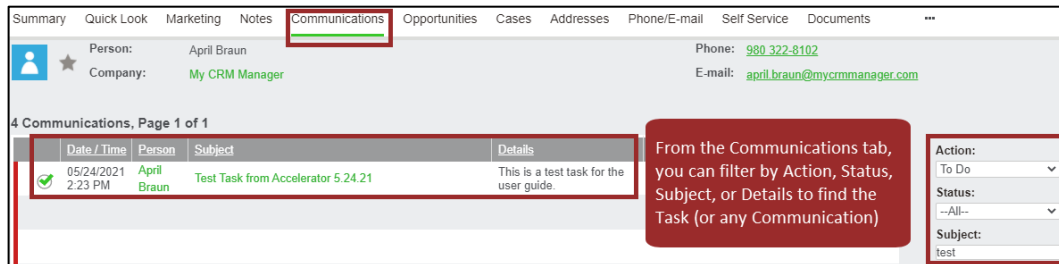 Summary Quick Look Marketing Notes Communications Opportunities Cases Addresses Phone/E-mail Self Service Documents ...
Person: April Braun Phone: 980 322-8102
Company: My CRM Manager E-mail: april.braun@mycrmmanager.com
4 Communications, Page 1 of 1
Date / Time Person Subject Details
05/24/2021 2:23 PM April Braun Test Task from Accelerator 5.24.21 This is a test task for the user guide.
From the Communications tab,
you can filter by Action, Status,
Subject, or Details to find the
Task (or any Communication)
Action:
To Do
Status:
--All--
Subject:
test